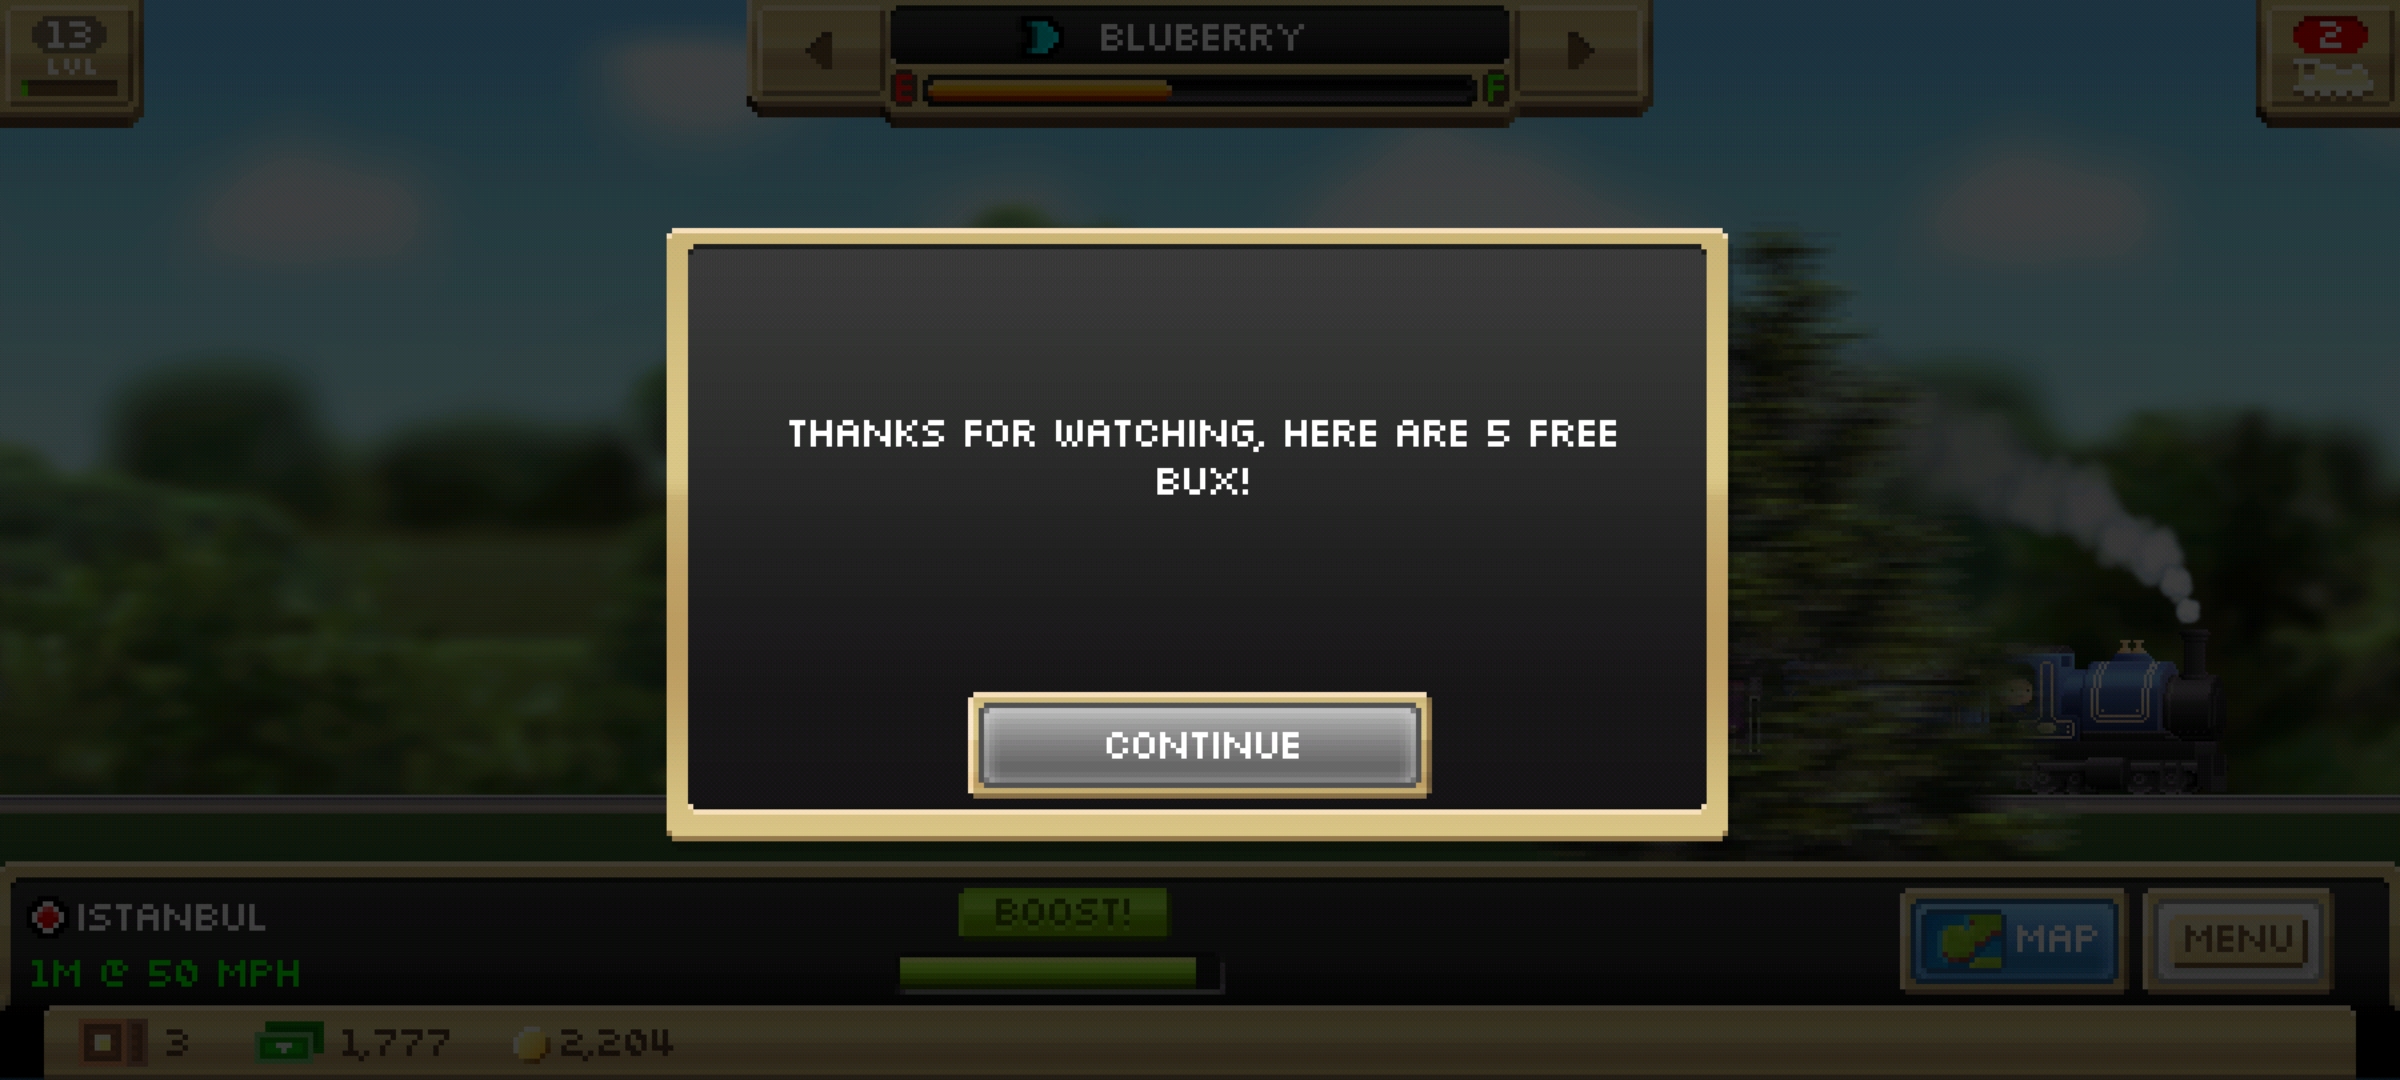 13
LVL
BLUBERRY
E
F
2
THANKS FOR WATCHING, HERE ARE 5 FREE
BUX!
CONTINUE
ISTANBUL
1M @ 50 MPH
BOOST!
MAP
MENU
3
1,777
2,204